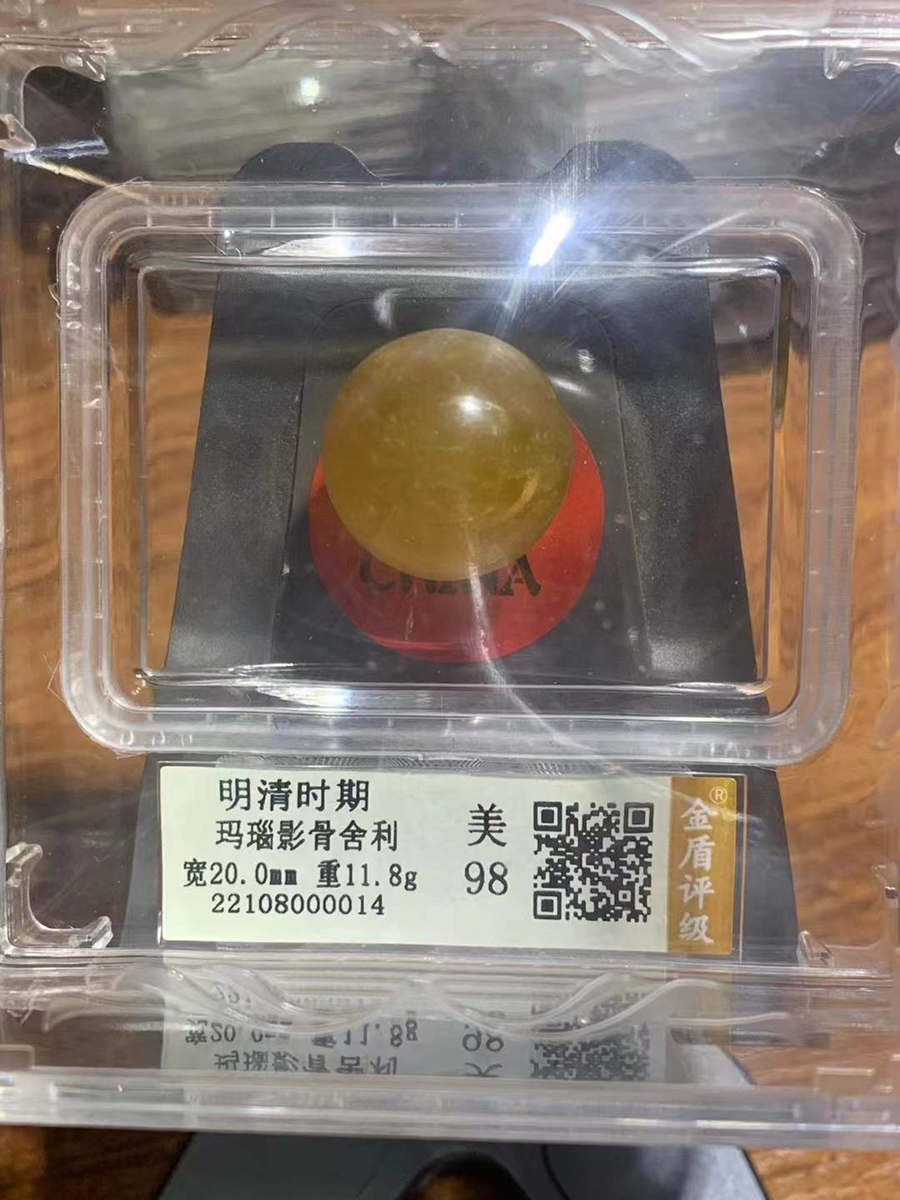 CHINA
明清时期
玛瑙影骨舍利
宽20.0mm 重11.8g
22108000014
美
98
金盾评级®